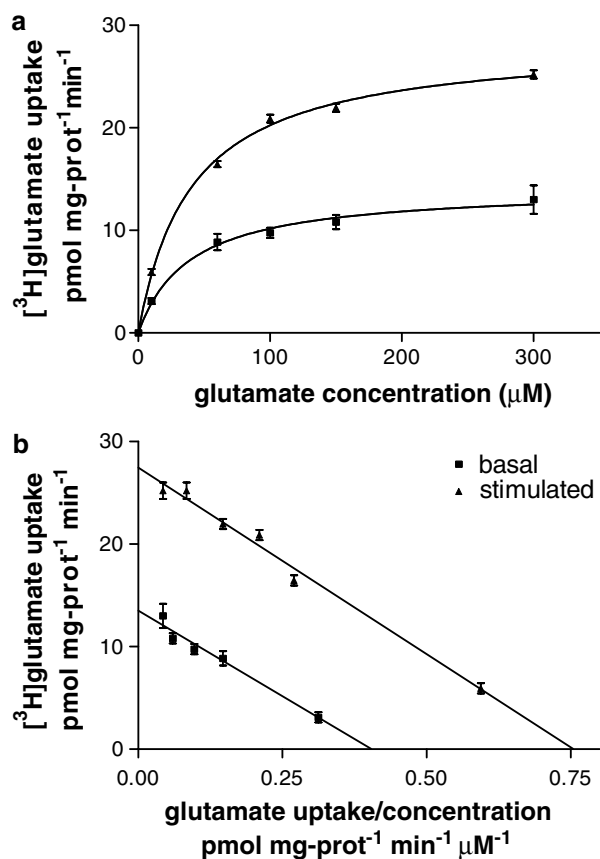 a
[³H]glutamate uptake
pmol mg-prot⁻¹min⁻¹
30
20
10
0
0 100 200 300
glutamate concentration (μM)
b
[³H]glutamate uptake
pmol mg-prot⁻¹ min⁻¹
30
20
10
0
basal
stimulated
0.00 0.25 0.50 0.75
glutamate uptake/concentration
pmol mg-prot⁻¹ min⁻¹ μM⁻¹